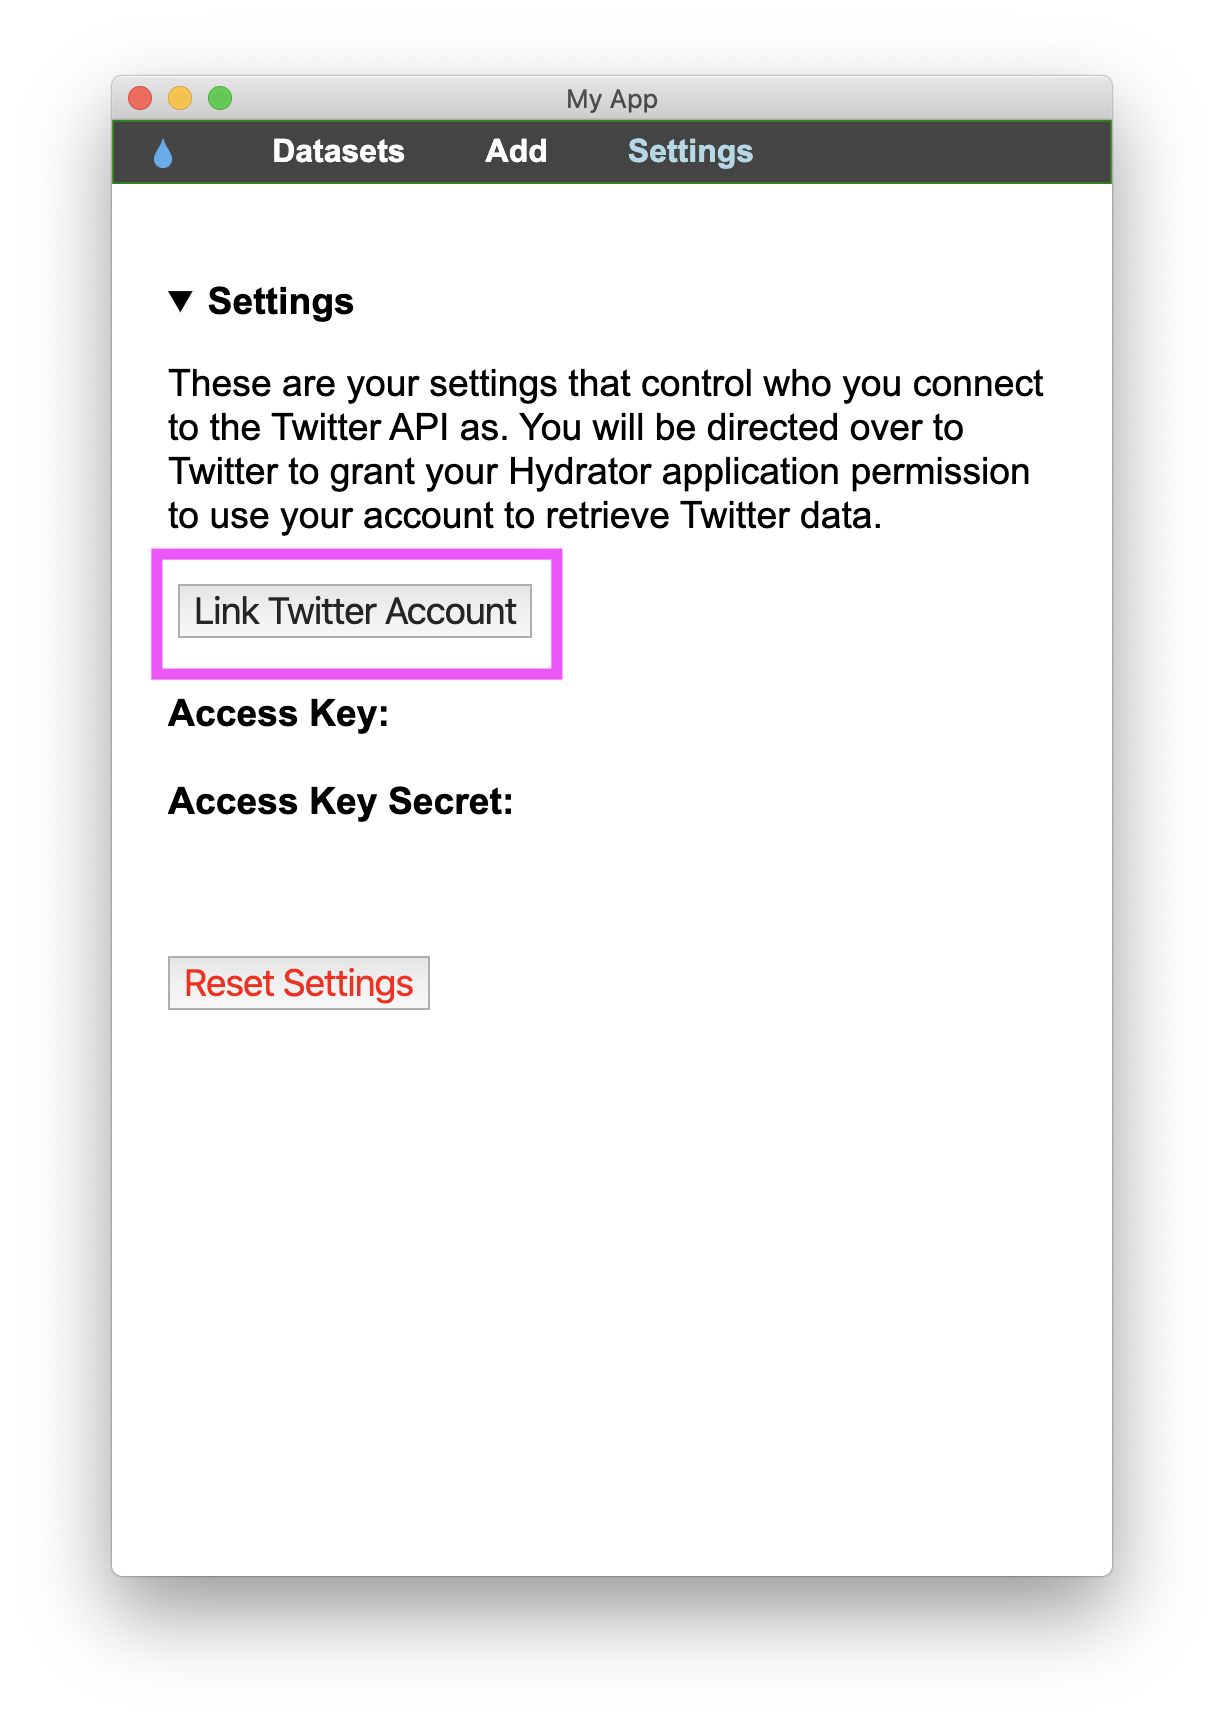 My App
Datasets Add Settings
Settings
These are your settings that control who you connect
to the Twitter API as. You will be directed over to
Twitter to grant your Hydrator application permission
to use your account to retrieve Twitter data.
Link Twitter Account
Access Key:
Access Key Secret:
Reset Settings